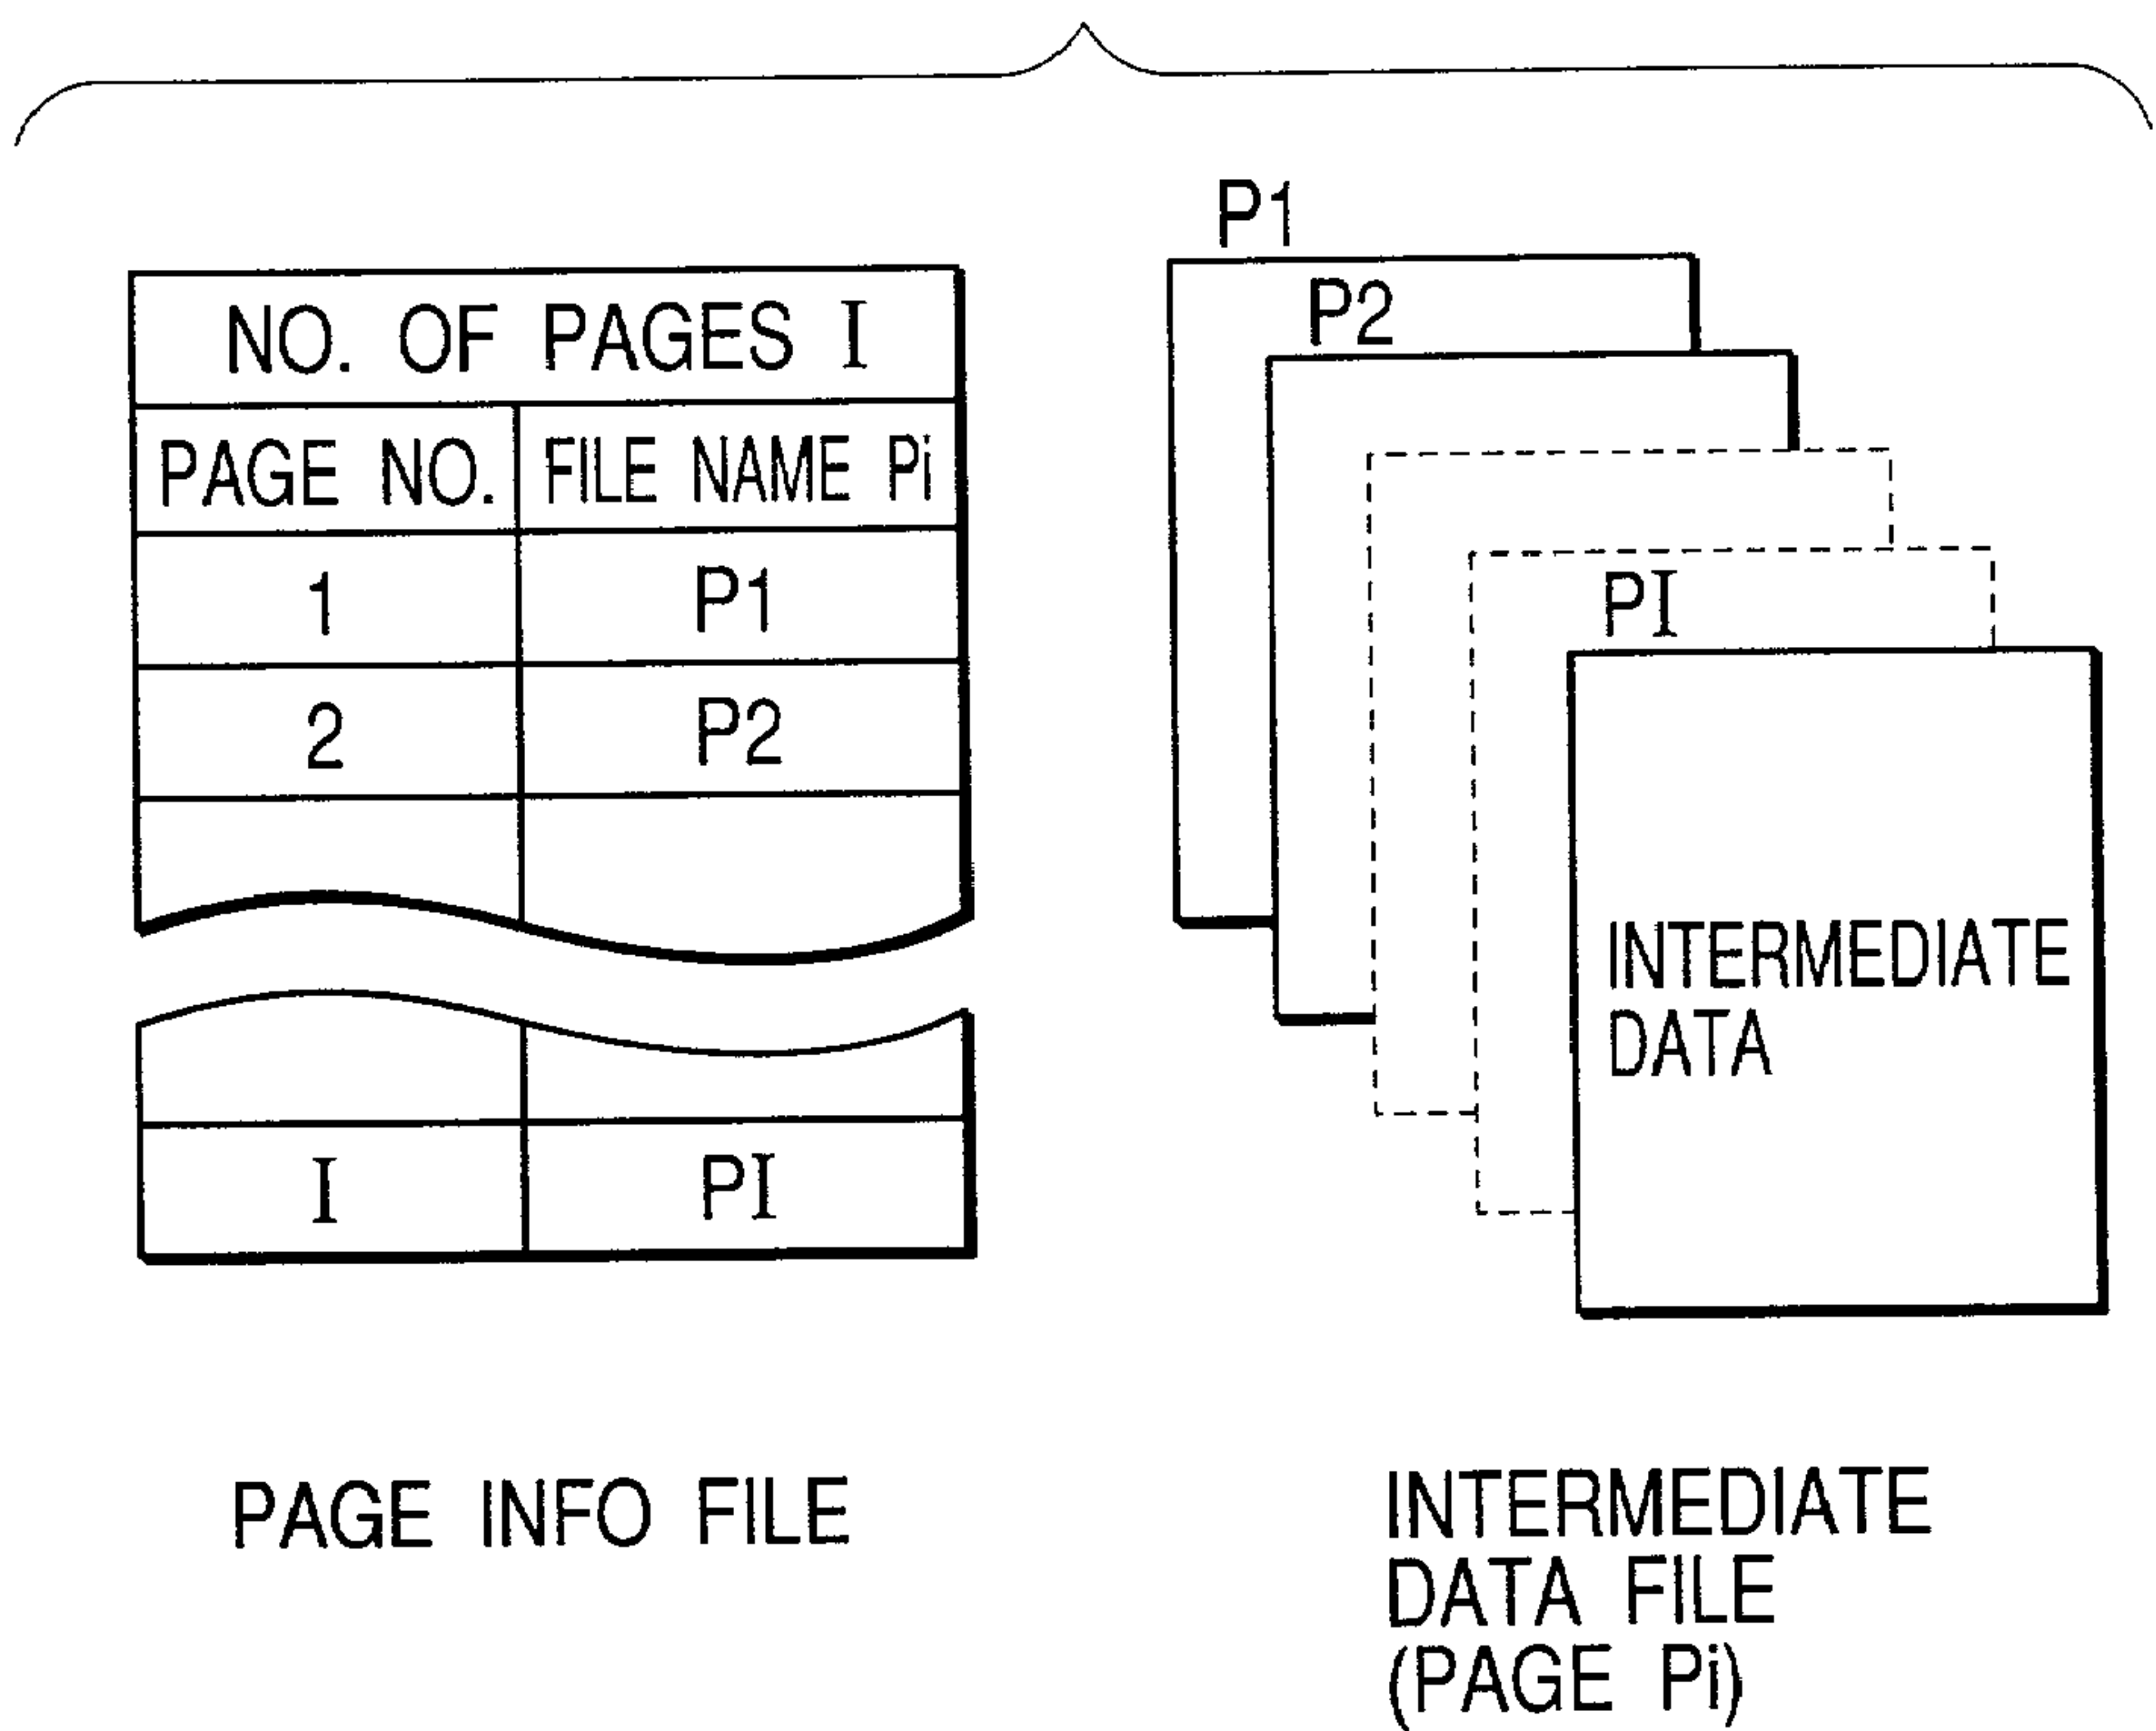 NO. OF PAGES I
PAGE NO. FILE NAME Pi
1 P1
2 P2
I PI
PAGE INFO FILE
P1
P2
PI
INTERMEDIATE
DATA
INTERMEDIATE
DATA FILE
(PAGE Pi)